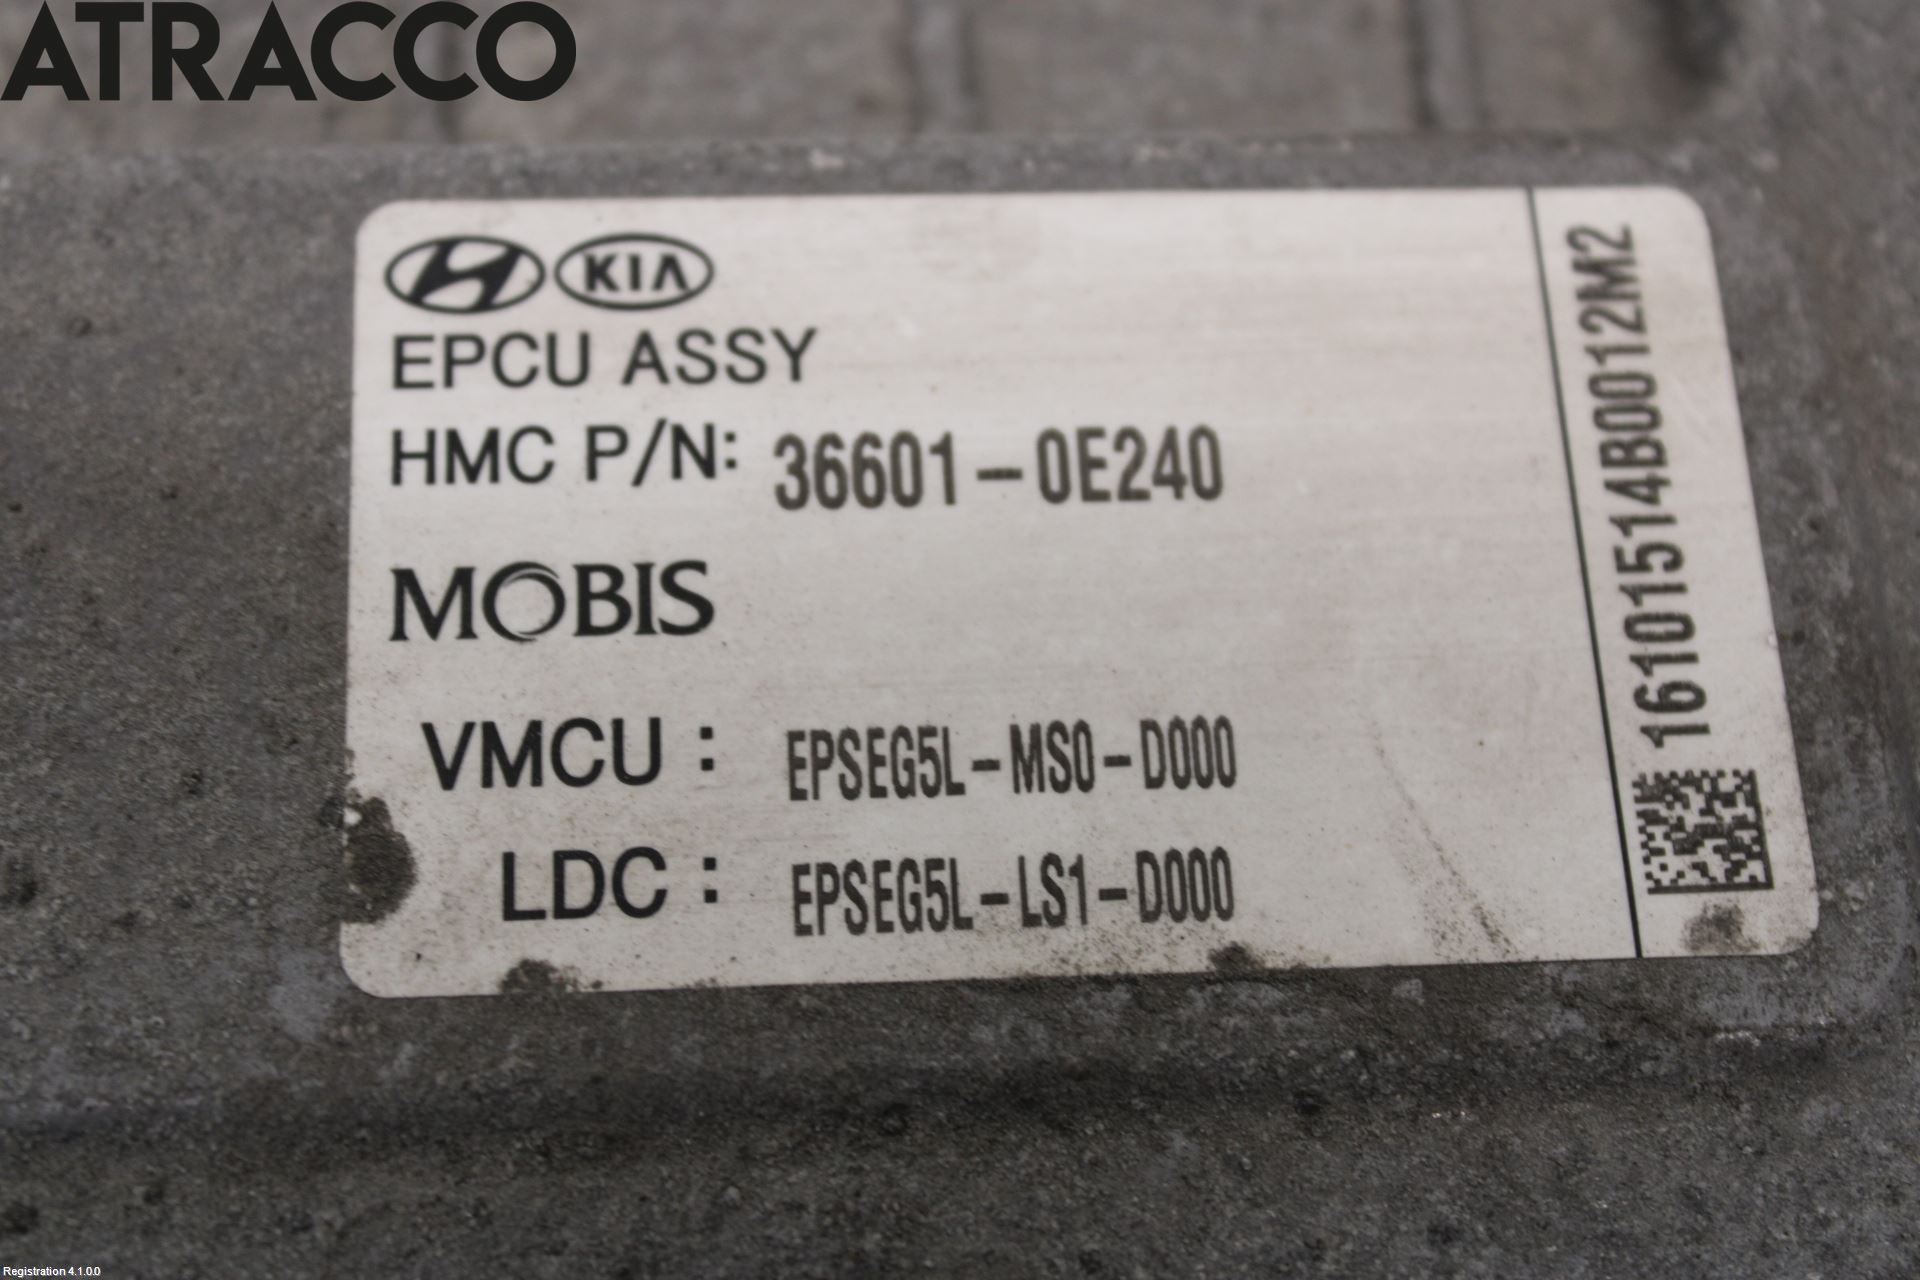 ATRACCO
KIA
EPCU ASSY
HMC P/N: 36601-0E240
MOBIS
VMCU : EPSEG5L-MS0-D000
LDC : EPSEG5L-LS1-D000
16101514B0012M2
Registration 4.1.0.0